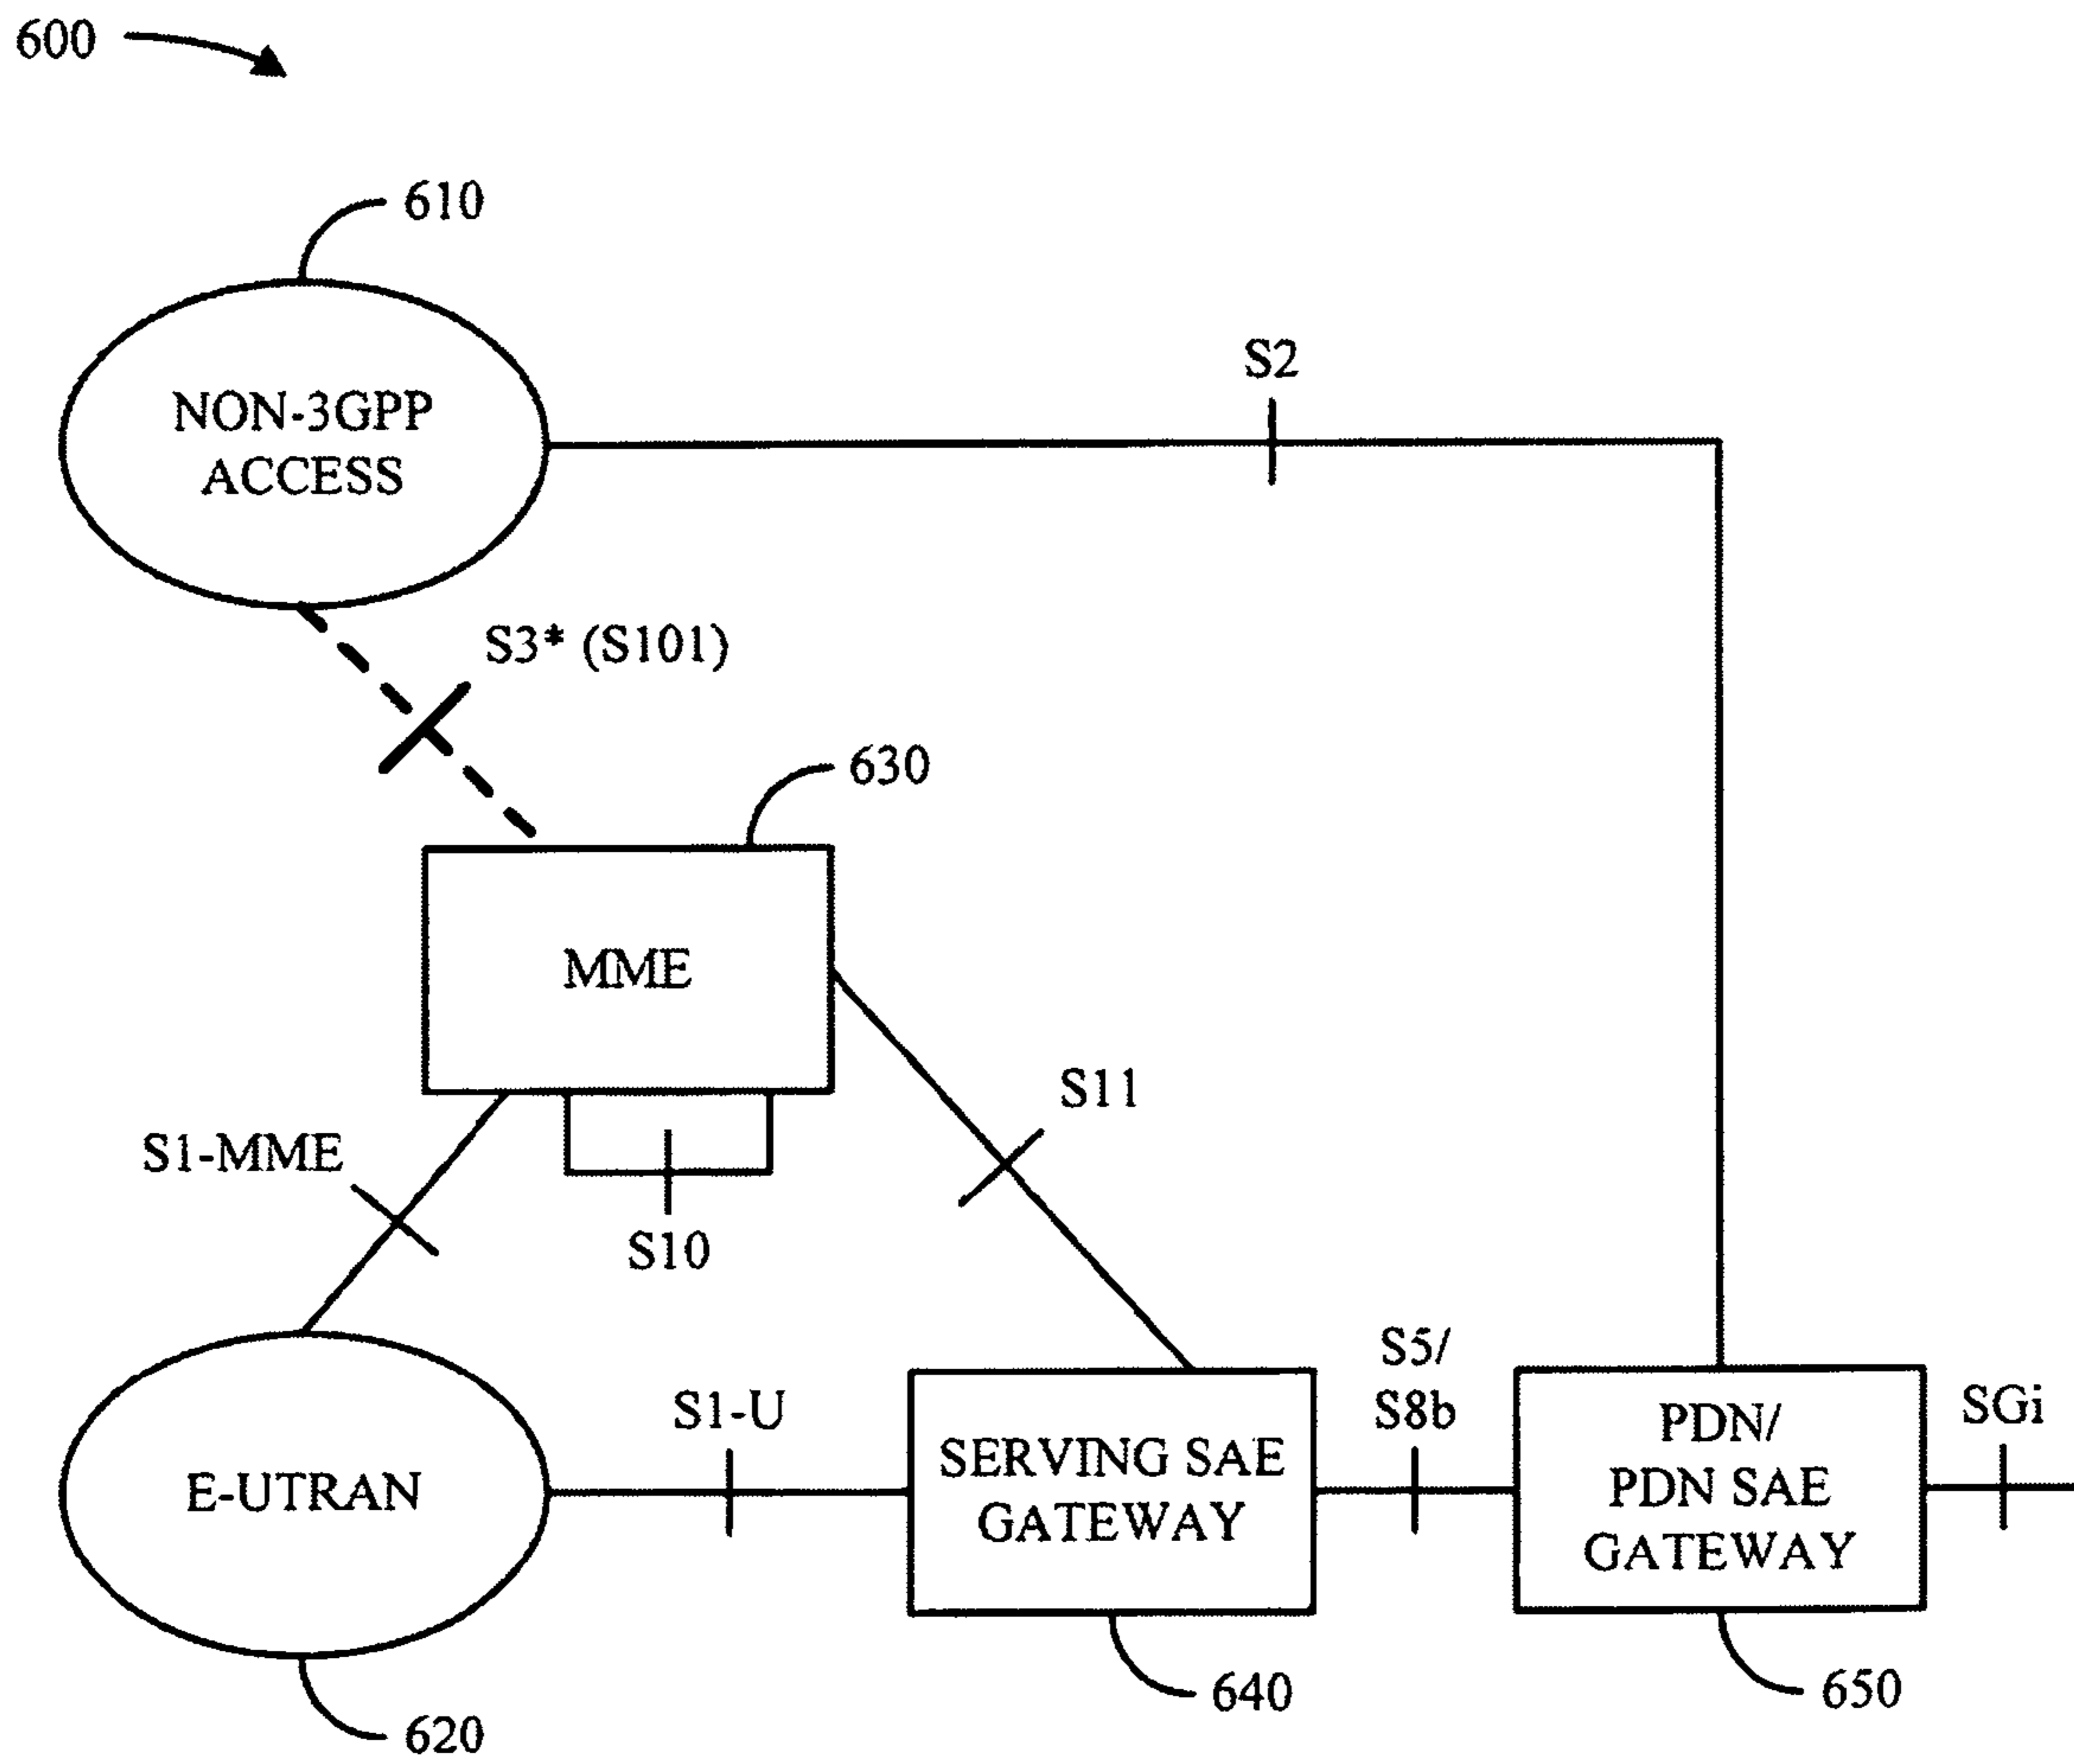 600
610
S2
NON-3GPP
ACCESS
S3* (S101)
630
MME
S11
S1-MME
S10
S5/
S8b
S1-U
SGi
PDN/
PDN SAE
GATEWAY
SERVING SAE
GATEWAY
E-UTRAN
640
650
620